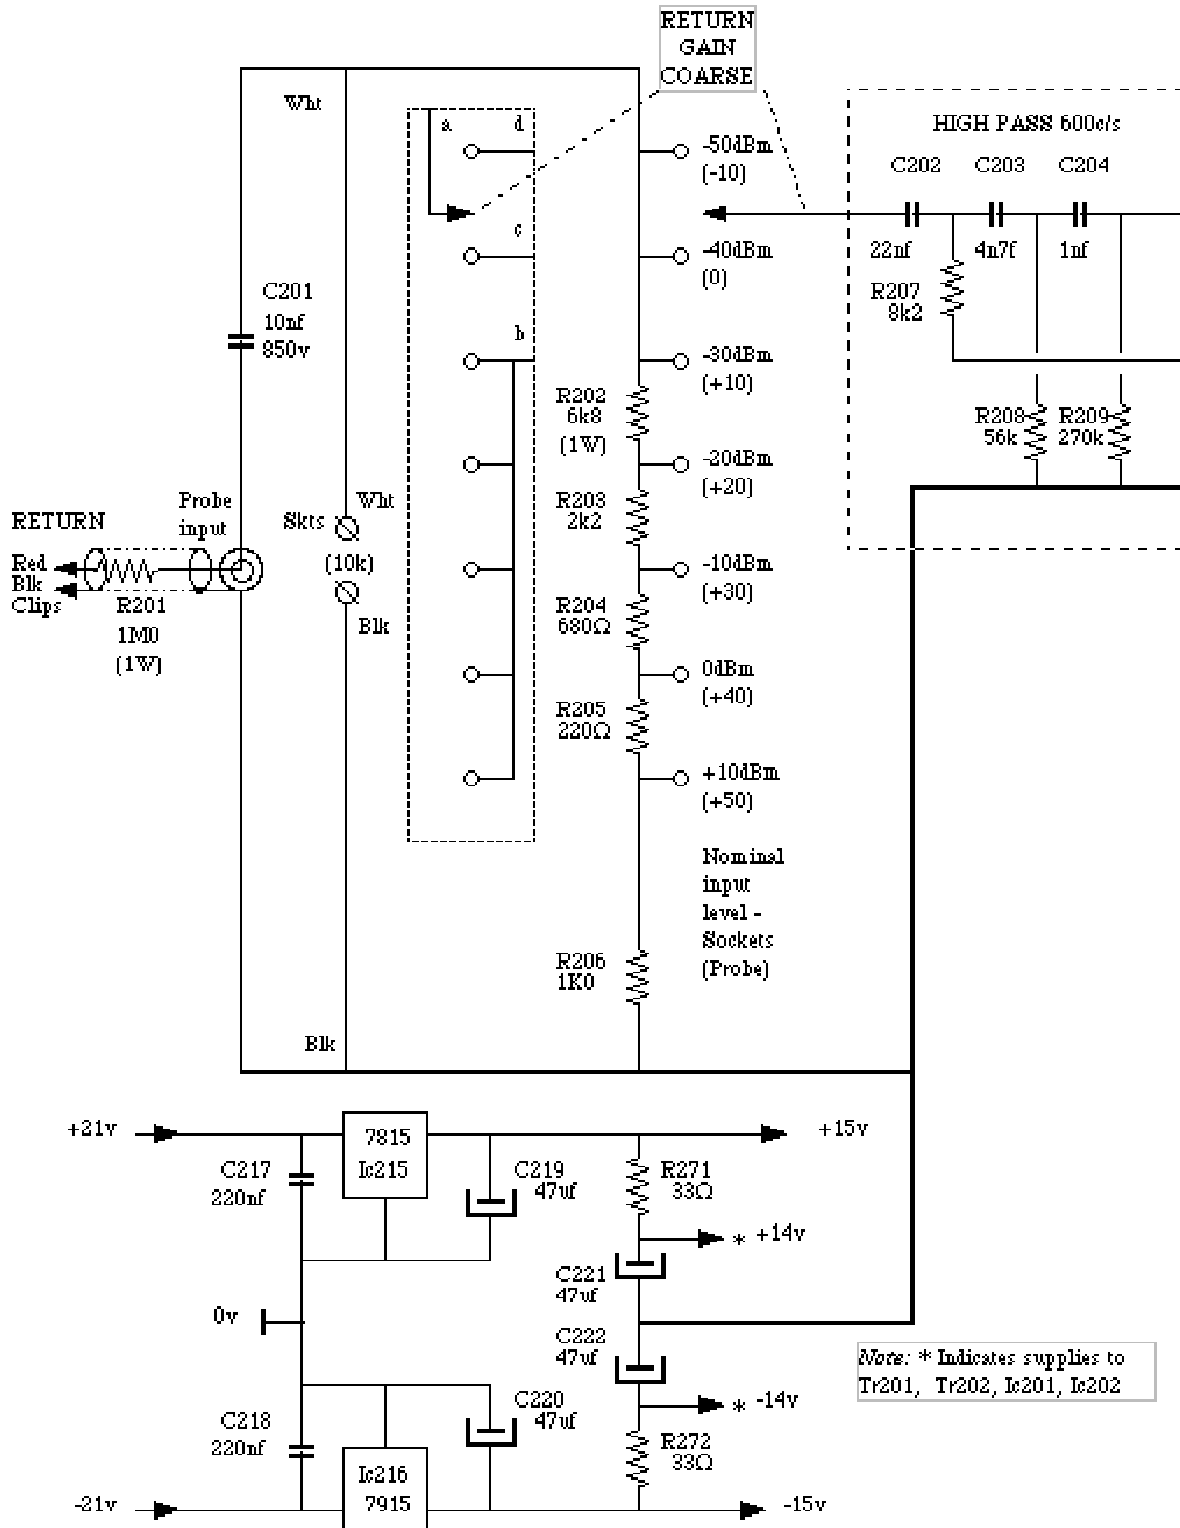 RETURN
GAIN
COARSE
Wht
a
d
-50dBm
(-10)
HIGH PASS 600c/s
C202
C203
C204
c
-40dBm
(0)
22nf
4n7f
1nf
R207
8k2
C201
10nf
850v
b
-30dBm
(+10)
R202
6k8
(1W)
-20dBm
(+20)
R208
56k
R209
270k
RETURN
Probe
input
Skts
Wht
(10k)
Blk
R203
2k2
-10dBm
(+30)
Red
Blk
Clips
R201
1M0
(1W)
R204
680Ω
0dBm
(+40)
R205
220Ω
+10dBm
(+50)
Nominal
input
level -
Sockets
(Probe)
R206
1K0
Blk
+21v
7815
Ic215
+15v
C217
220nf
C219
47uf
R271
33Ω
* +14v
C221
47uf
0v
C222
47uf
Note: * Indicates supplies to
Tr201, Tr202, Ic201, Ic202
* -14v
C218
220nf
C220
47uf
R272
33Ω
Ic216
7915
-21v
-15v